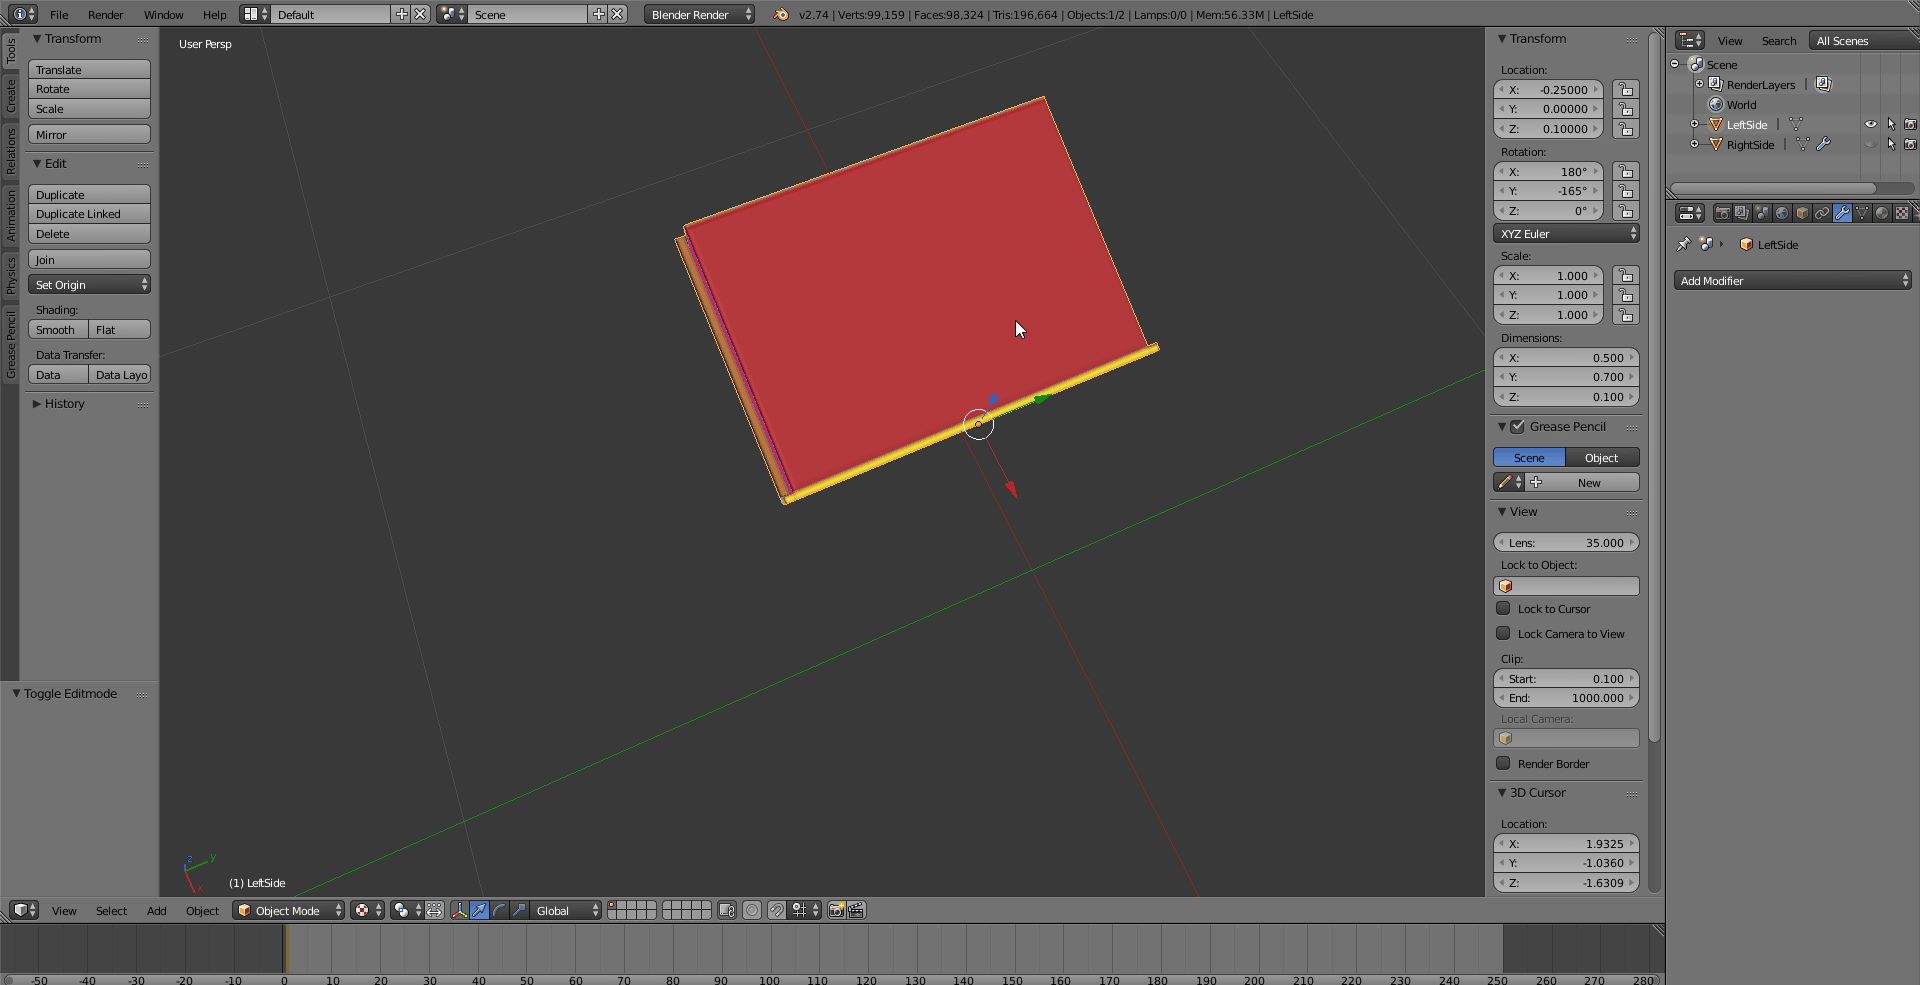 File Render Window Help Default Scene Blender Render v2.74 | Verts:99,159 | Faces:98,324 | Tris:196,664 | Objects:1/2 | Lamps:0/0 | Mem:56.33M | LeftSide
Tools
Create
Relations
Animation
Physics
Grease Pencil
Transform
Translate
Rotate
Scale
Mirror
Edit
Duplicate
Duplicate Linked
Delete
Join
Set Origin
Shading:
Smooth Flat
Data Transfer:
Data Data Layo
History
Toggle Editmode
User Persp
z y
x
(1) LeftSide
Transform
Location:
X: -0.25000
Y: 0.00000
Z: 0.10000
Rotation:
X: 180°
Y: -165°
Z: 0°
XYZ Euler
Scale:
X: 1.000
Y: 1.000
Z: 1.000
Dimensions:
X: 0.500
Y: 0.700
Z: 0.100
Grease Pencil
Scene Object
New
View
Lens: 35.000
Lock to Object:
Lock to Cursor
Lock Camera to View
Clip:
Start: 0.100
End: 1000.000
Local Camera:
Render Border
3D Cursor
Location:
X: 1.9325
Y: -1.0360
Z: -1.6309
View Search All Scenes
Scene
RenderLayers |
World
LeftSide |
RightSide |
LeftSide
Add Modifier
View Select Add Object Object Mode Global
-50 -40 -30 -20 -10 0 10 20 30 40 50 60 70 80 90 100 110 120 130 140 150 160 170 180 190 200 210 220 230 240 250 260 270 280